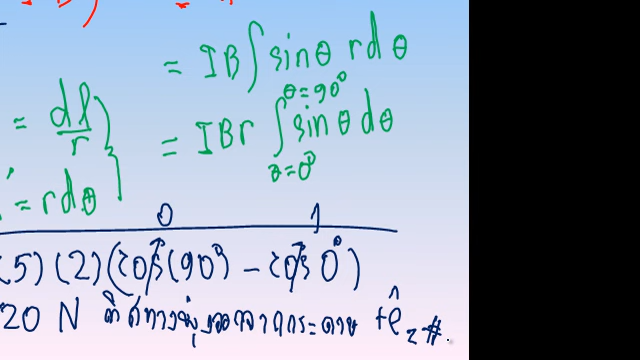 = IB ∫ sinθ rdθ
θ=90°
= dl/r = IBr ∫ sinθ dθ
θ=0°
= rdθ
0 1
5)(2)(cos(90°) - cos 0°)
20 N ทิศทางพุ่งออกจากกระดาษ +ê_z #